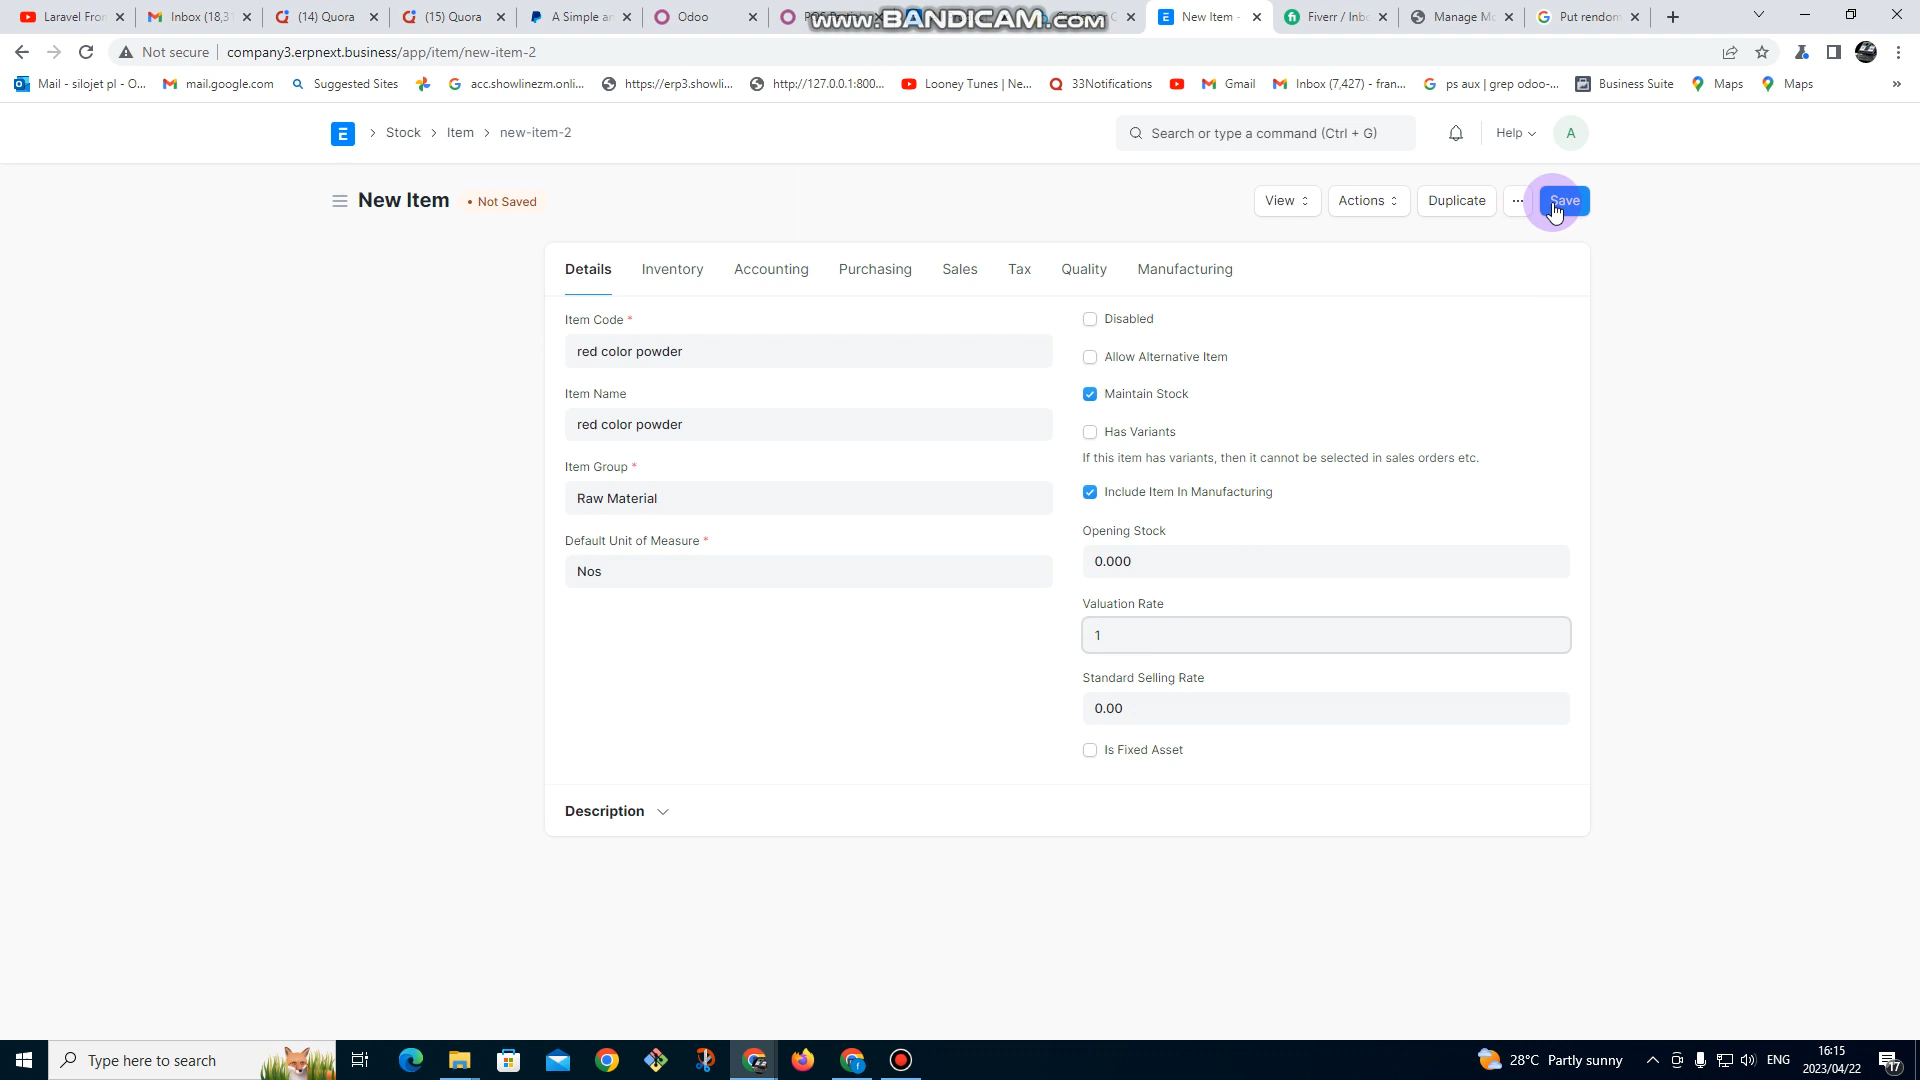 Laravel Fron
Inbox (18,3
(14) Quora
(15) Quora
A Simple a
Odoo
www.BANDICAM.com
New Item -
Fiverr / Inb
Manage M
Put rendom
Not secure
company3.erpnext.business/app/item/new-item-2
Mail - silojet pl - O...
mail.google.com
Suggested Sites
acc.showlinezm.onli...
https://erp3.showli...
http://127.0.0.1:800...
Looney Tunes | Ne...
33Notifications
Gmail
Inbox (7,427) - fran...
ps aux | grep odoo-...
Business Suite
Maps
Maps
»
E
Stock
Item
new-item-2
Search or type a command (Ctrl + G)
Help
A
New Item
• Not Saved
View
Actions
Duplicate
...
Save
Details
Inventory
Accounting
Purchasing
Sales
Tax
Quality
Manufacturing
Item Code *
red color powder
Item Name
red color powder
Item Group *
Raw Material
Default Unit of Measure *
Nos
Disabled
Allow Alternative Item
Maintain Stock
Has Variants
If this item has variants, then it cannot be selected in sales orders etc.
Include Item In Manufacturing
Opening Stock
0.000
Valuation Rate
1
Standard Selling Rate
0.00
Is Fixed Asset
Description
Type here to search
28°C Partly sunny
ENG
16:15
2023/04/22
17